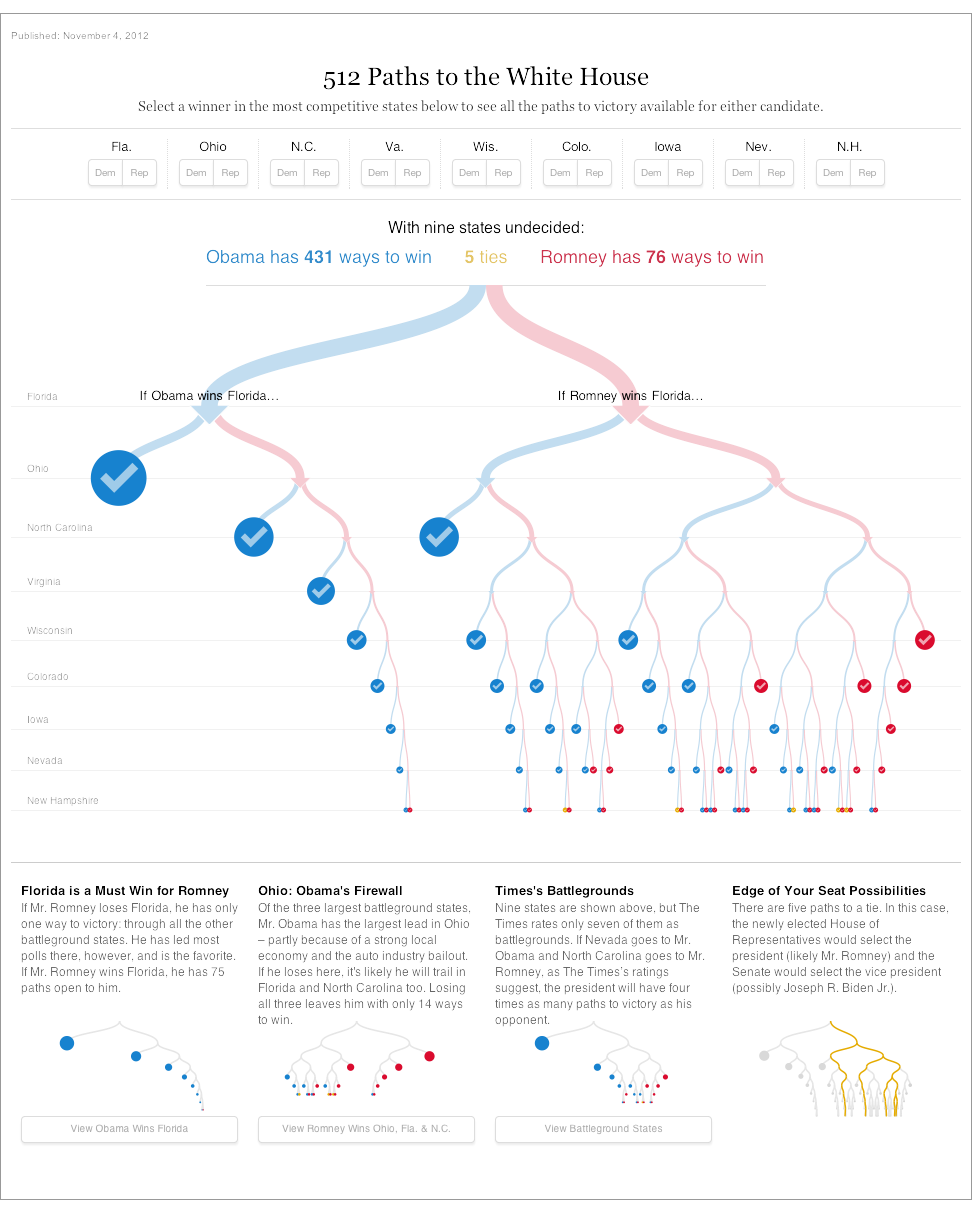 Published: November 4, 2012
512 Paths to the White House
Select a winner in the most competitive states below to see all the paths to victory available for either candidate.
Fla. Ohio N.C. Va. Wis. Colo. Iowa Nev. N.H.
Dem Rep Dem Rep Dem Rep Dem Rep Dem Rep Dem Rep Dem Rep Dem Rep Dem Rep
With nine states undecided:
Obama has 431 ways to win 5 ties Romney has 76 ways to win
Florida If Obama wins Florida... If Romney wins Florida...
Ohio
North Carolina
Virginia
Wisconsin
Colorado
Iowa
Nevada
New Hampshire
Florida is a Must Win for Romney
If Mr. Romney loses Florida, he has only
one way to victory: through all the other
battleground states. He has led most
polls there, however, and is the favorite.
If Mr. Romney wins Florida, he has 75
paths open to him.
View Obama Wins Florida
Ohio: Obama's Firewall
Of the three largest battleground states,
Mr. Obama has the largest lead in Ohio
– partly because of a strong local
economy and the auto industry bailout.
If he loses here, it's likely he will trail in
Florida and North Carolina too. Losing
all three leaves him with only 14 ways
to win.
View Romney Wins Ohio, Fla. & N.C.
Times's Battlegrounds
Nine states are shown above, but The
Times rates only seven of them as
battlegrounds. If Nevada goes to Mr.
Obama and North Carolina goes to Mr.
Romney, as The Times's ratings
suggest, the president will have four
times as many paths to victory as his
opponent.
View Battleground States
Edge of Your Seat Possibilities
There are five paths to a tie. In this case,
the newly elected House of
Representatives would select the
president (likely Mr. Romney) and the
Senate would select the vice president
(possibly Joseph R. Biden Jr.).